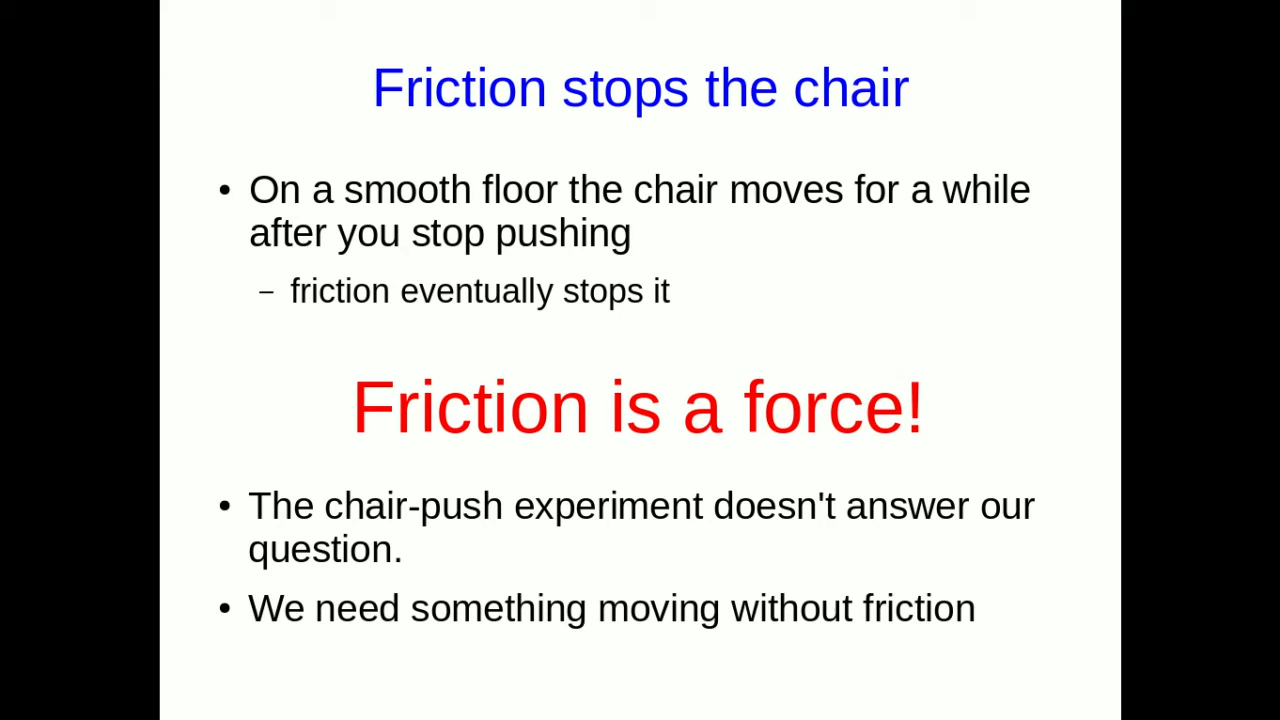 Friction stops the chair
• On a smooth floor the chair moves for a while
after you stop pushing
– friction eventually stops it
Friction is a force!
• The chair-push experiment doesn't answer our
question.
• We need something moving without friction